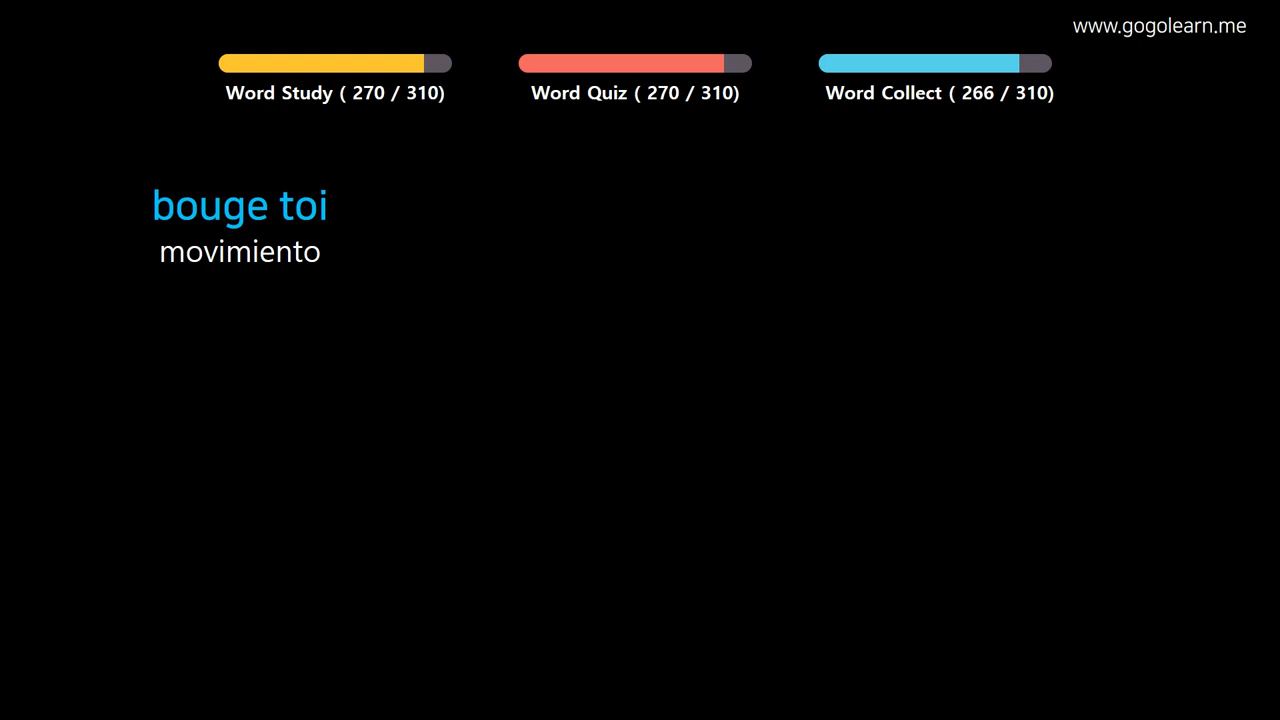 www.gogolearn.me
Word Study ( 270 / 310)
Word Quiz ( 270 / 310)
Word Collect ( 266 / 310)
bouge toi
movimiento